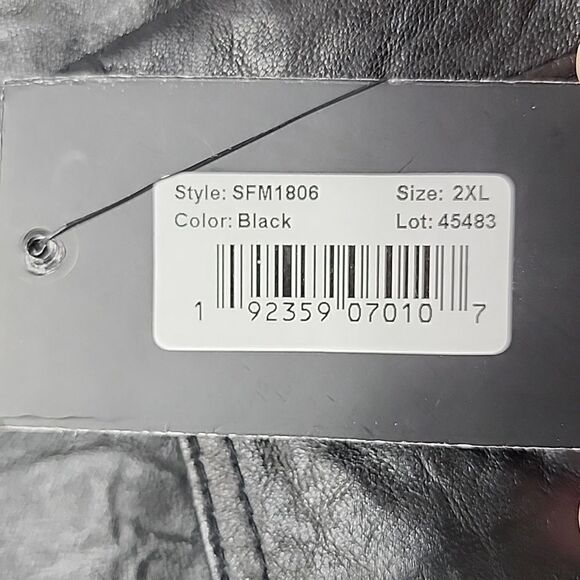 Style: SFM1806 Size: 2XL
Color: Black Lot: 45483
1 92359 07010 7